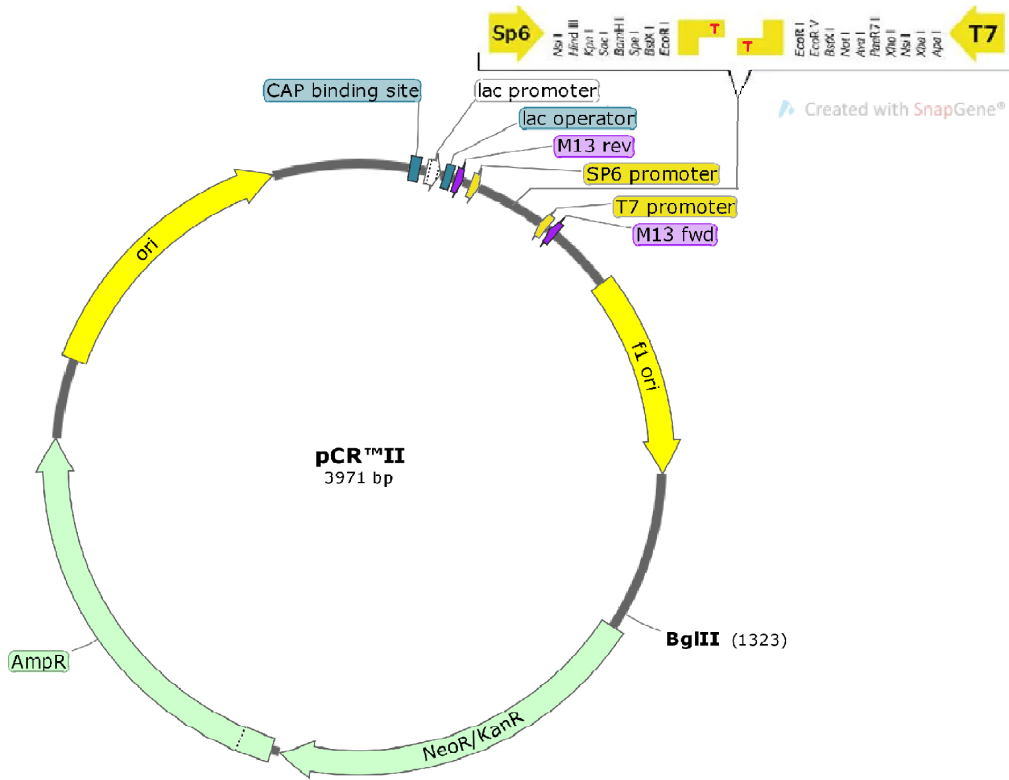 Sp6
Nsi I
Hind III
Kpn I
Sac I
BamH I
Spe I
BstX I
EcoR I
T
T
EcoR I
EcoR V
BstX I
Not I
Ava I
PaeR7 I
Xho I
Nsi I
Xba I
Apa I
T7
Created with SnapGene®
CAP binding site
lac promoter
lac operator
M13 rev
SP6 promoter
T7 promoter
M13 fwd
ori
f1 ori
pCR™II
3971 bp
BglII (1323)
AmpR
NeoR/KanR